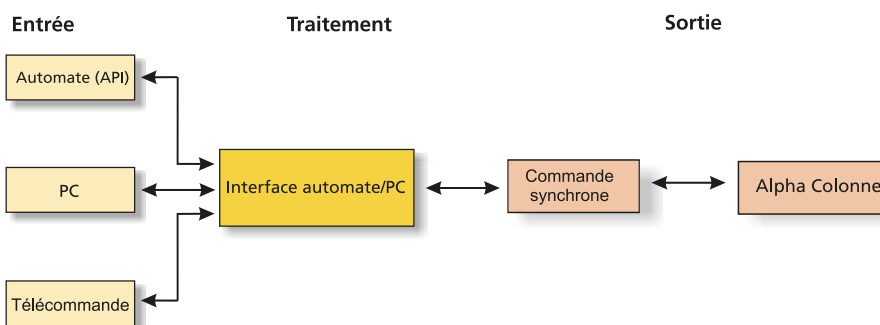 Entrée
Traitement
Sortie
Automate (API)
PC
Interface automate/PC
Commande
synchrone
Alpha Colonne
Télécommande